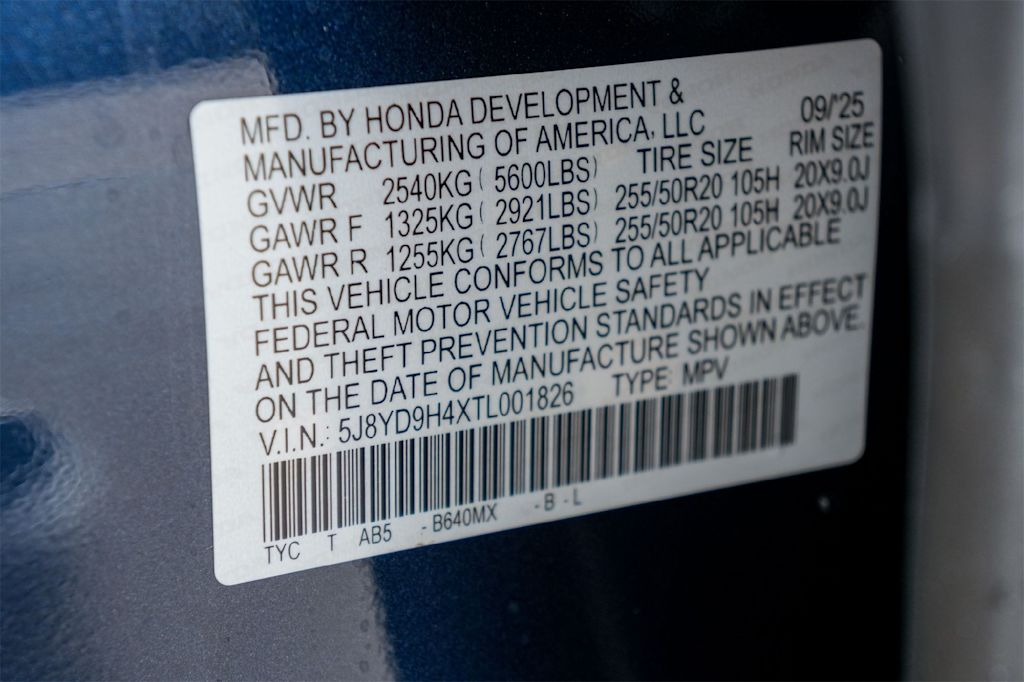 MFD. BY HONDA DEVELOPMENT & 09/'25
MANUFACTURING OF AMERICA, LLC
GVWR 2540KG ( 5600LBS) TIRE SIZE RIM SIZE
GAWR F 1325KG ( 2921LBS) 255/50R20 105H 20X9.0J
GAWR R 1255KG ( 2767LBS) 255/50R20 105H 20X9.0J
THIS VEHICLE CONFORMS TO ALL APPLICABLE
FEDERAL MOTOR VEHICLE SAFETY
AND THEFT PREVENTION STANDARDS IN EFFECT
ON THE DATE OF MANUFACTURE SHOWN ABOVE.
V.I.N.: 5J8YD9H4XTL001826 TYPE: MPV
TYC T AB5 - B640MX - B - L